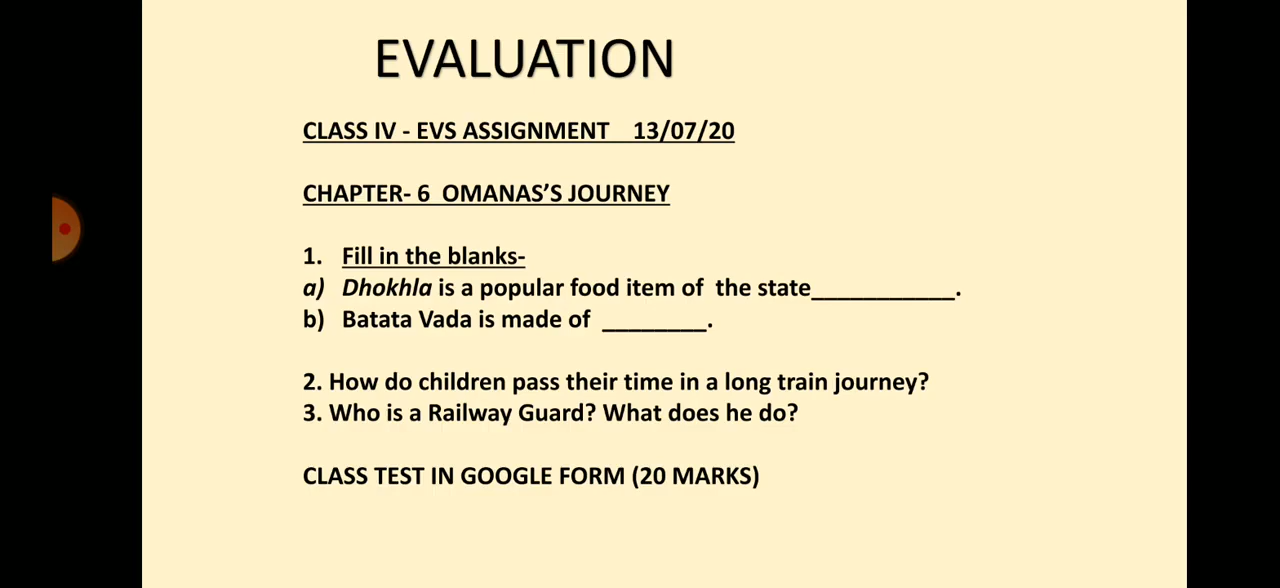 EVALUATION
CLASS IV - EVS ASSIGNMENT 13/07/20
CHAPTER- 6 OMANAS'S JOURNEY
1. Fill in the blanks-
a) Dhokhla is a popular food item of the state___________.
b) Batata Vada is made of ________.
2. How do children pass their time in a long train journey?
3. Who is a Railway Guard? What does he do?
CLASS TEST IN GOOGLE FORM (20 MARKS)